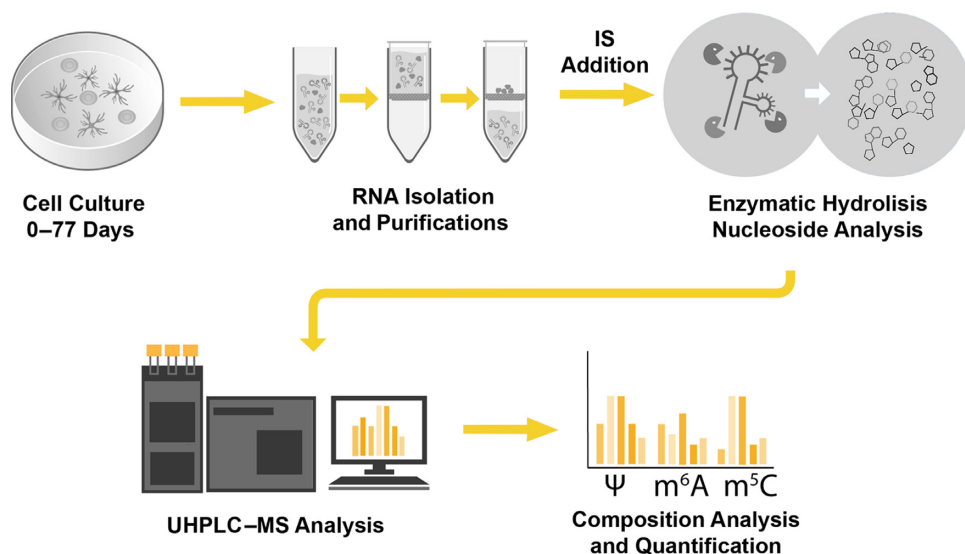 IS
Addition
Cell Culture
0–77 Days
RNA Isolation
and Purifications
Enzymatic Hydrolisis
Nucleoside Analysis
UHPLC–MS Analysis
Ψ m⁶A m⁵C
Composition Analysis
and Quantification